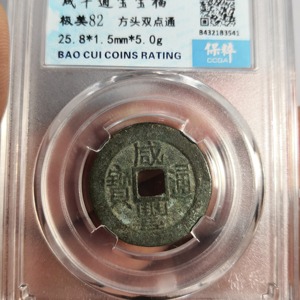 咸丰通宝宝福
极美82 方头双点通
25.8*1.5mm*5.0g
BAO CUI COINS RATING
B432183541
保粹
咸豐通寶